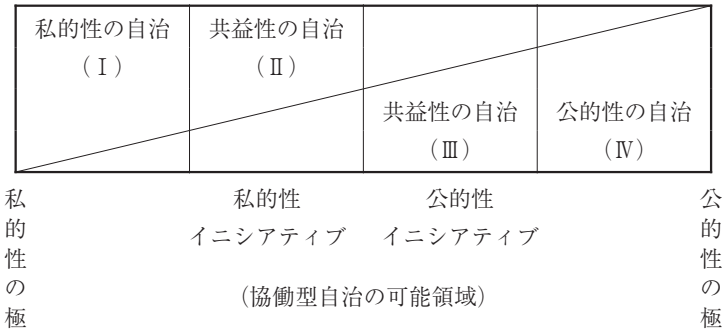 私的性の自治
（Ⅰ）
共益性の自治
（Ⅱ）
共益性の自治
（Ⅲ）
公的性の自治
（Ⅳ）
私的性の極
私的性
イニシアティブ
公的性
イニシアティブ
公的性の極
（協働型自治の可能領域）